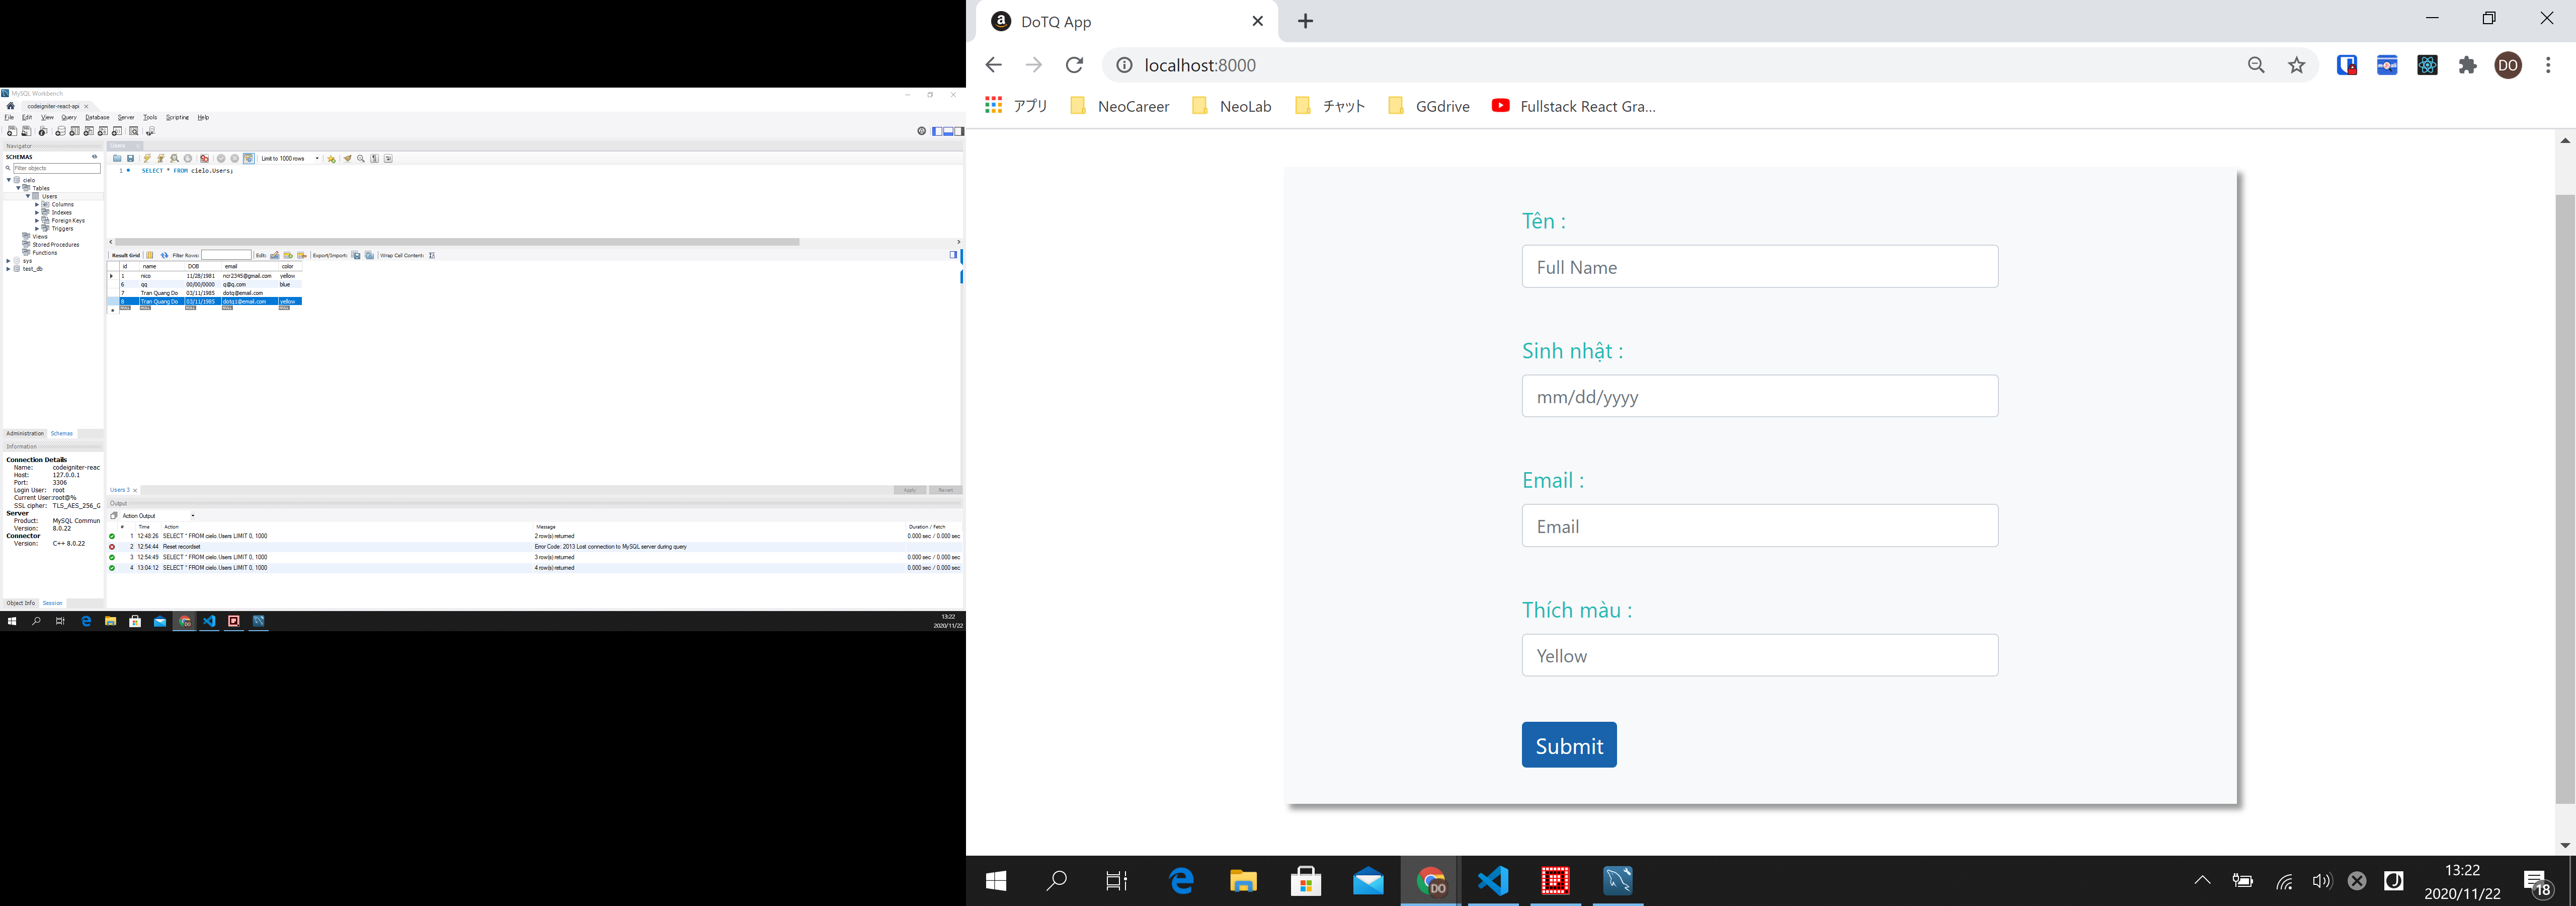 MySQL Workbench
codeigniter-react-api
File Edit View Query Database Server Tools Scripting Help
Navigator
SCHEMAS
Filter objects
cielo
Tables
Users
Columns
Indexes
Foreign Keys
Triggers
Views
Stored Procedures
Functions
sys
test_db
Administration Schemas
Information
Connection Details
Name: codeigniter-reac
Host: 127.0.0.1
Port: 3306
Login User: root
Current User: root@%
SSL cipher: TLS_AES_256_G
Server
Product: MySQL Commun
Version: 8.0.22
Connector
Version: C++ 8.0.22
Object Info Session
Users
Limit to 1000 rows
1 SELECT * FROM cielo.Users;
Result Grid Filter Rows: Edit: Export/Import: Wrap Cell Content:
id name DOB email color
1 nico 11/28/1981 ncr2345@gmail.com yellow
6 qq 00/00/0000 q@q.com blue
7 Tran Quang Do 03/11/1985 dotq@email.com
8 Tran Quang Do 03/11/1985 dotq1@email.com yellow
NULL NULL NULL NULL NULL
Users 3 Apply Revert
Output
Action Output
# Time Action Message Duration / Fetch
1 12:48:26 SELECT * FROM cielo.Users LIMIT 0, 1000 2 row(s) returned 0.000 sec / 0.000 sec
2 12:54:44 Reset recordset Error Code: 2013 Lost connection to MySQL server during query
3 12:54:49 SELECT * FROM cielo.Users LIMIT 0, 1000 3 row(s) returned 0.000 sec / 0.000 sec
4 13:04:12 SELECT * FROM cielo.Users LIMIT 0, 1000 4 row(s) returned 0.000 sec / 0.000 sec
13:22
2020/11/22
DoTQ App
localhost:8000
DO
アプリ NeoCareer NeoLab チャット GGdrive Fullstack React Gra...
Tên :
Full Name
Sinh nhật :
mm/dd/yyyy
Email :
Email
Thích màu :
Yellow
Submit
13:22
2020/11/22
18